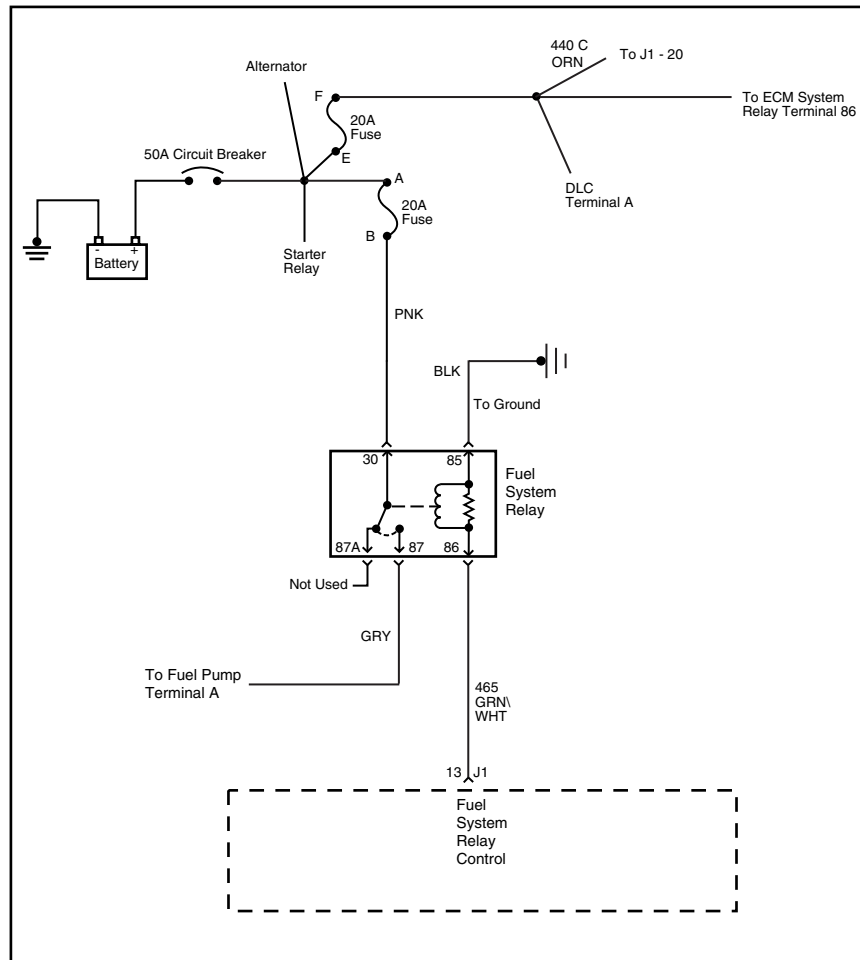 440 C
ORN
To J1 - 20
Alternator
F
To ECM System
Relay Terminal 86
20A
Fuse
50A Circuit Breaker
E
A
DLC
Terminal A
20A
Fuse
B
Starter
Relay
- +
Battery
PNK
BLK
To Ground
30
85
Fuel
System
Relay
87A
87
86
Not Used
GRY
To Fuel Pump
Terminal A
465
GRN\
WHT
13
J1
Fuel
System
Relay
Control